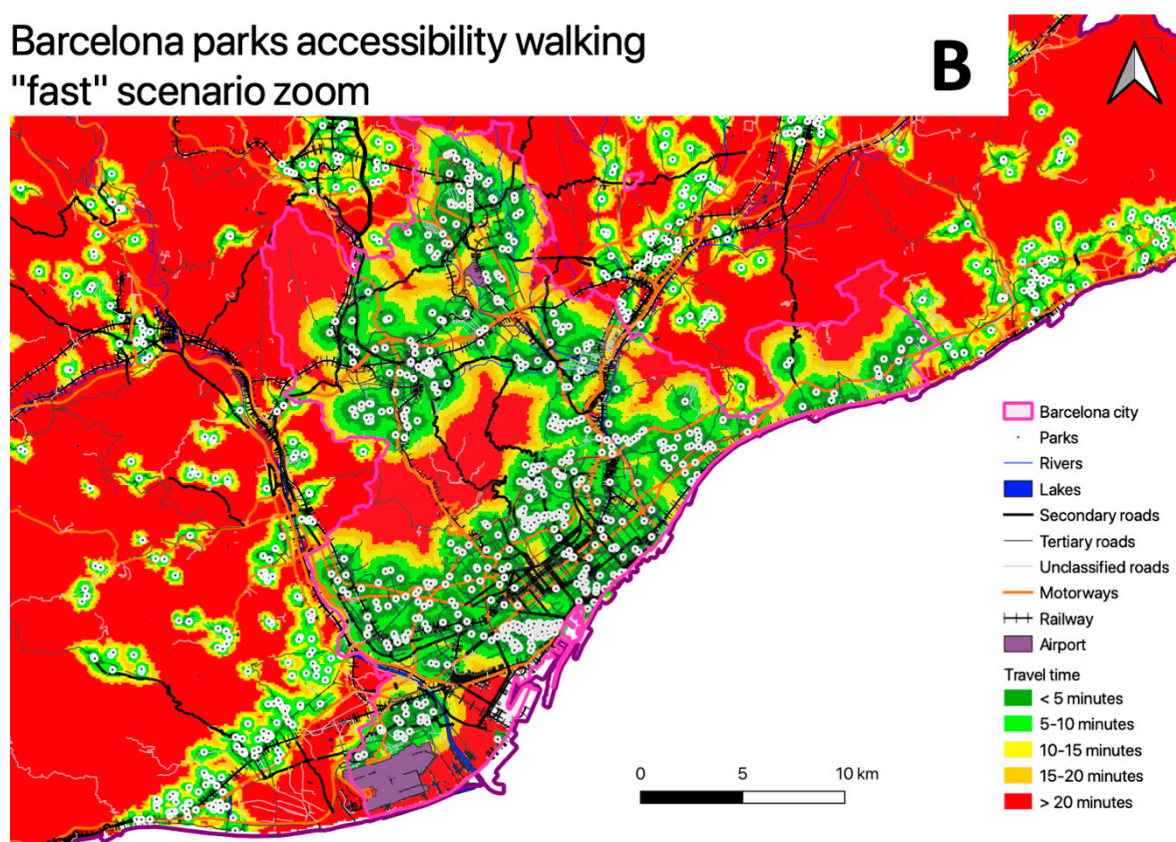 Barcelona parks accessibility walking
"fast" scenario zoom
B
Barcelona city
Parks
Rivers
Lakes
Secondary roads
Tertiary roads
Unclassified roads
Motorways
Railway
Airport
Travel time
< 5 minutes
5-10 minutes
10-15 minutes
15-20 minutes
> 20 minutes
0 5 10 km